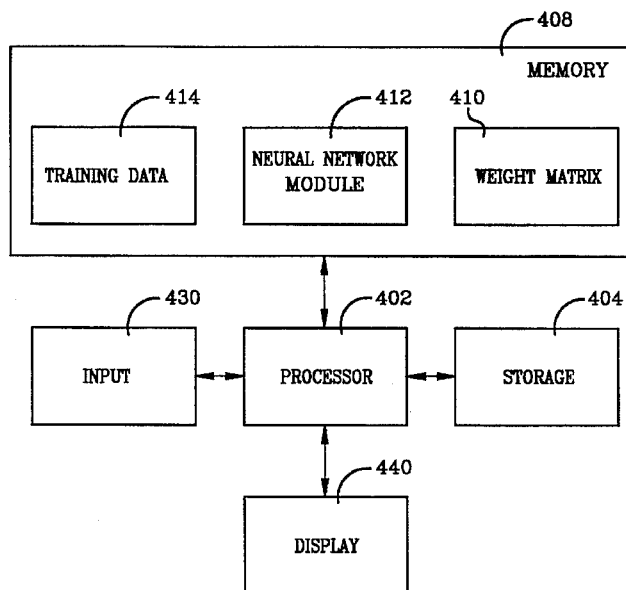 408
MEMORY
414
412
410
TRAINING DATA
NEURAL NETWORK
MODULE
WEIGHT MATRIX
430
402
404
INPUT
PROCESSOR
STORAGE
440
DISPLAY